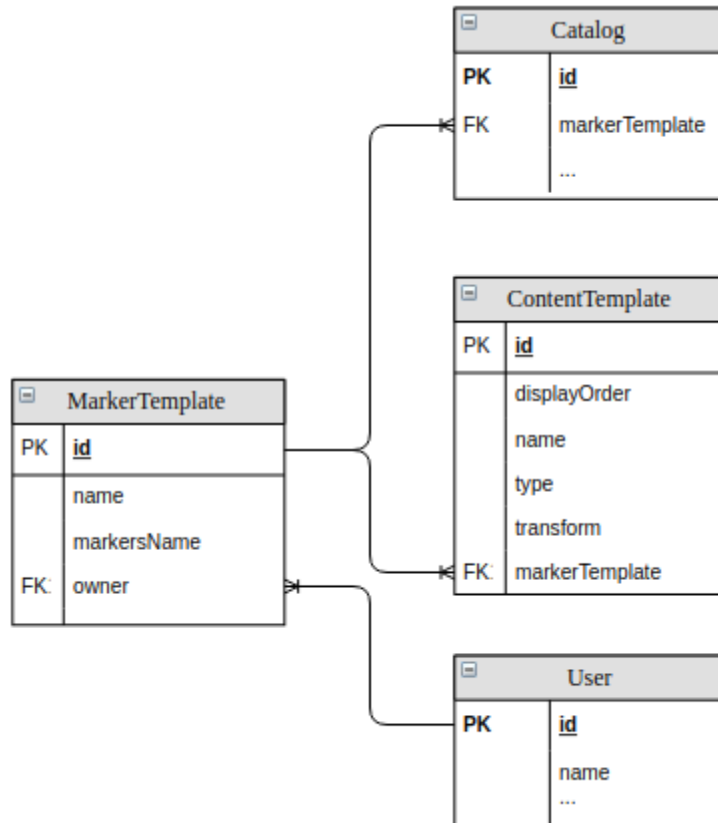 Catalog
PK id
FK markerTemplate
...
ContentTemplate
PK id
displayOrder
name
type
transform
FK: markerTemplate
MarkerTemplate
PK id
name
markersName
FK: owner
User
PK id
name
...